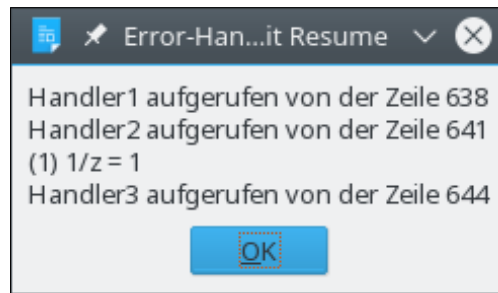 Error-Han...it Resume
Handler1 aufgerufen von der Zeile 638
Handler2 aufgerufen von der Zeile 641
(1) 1/z = 1
Handler3 aufgerufen von der Zeile 644
OK